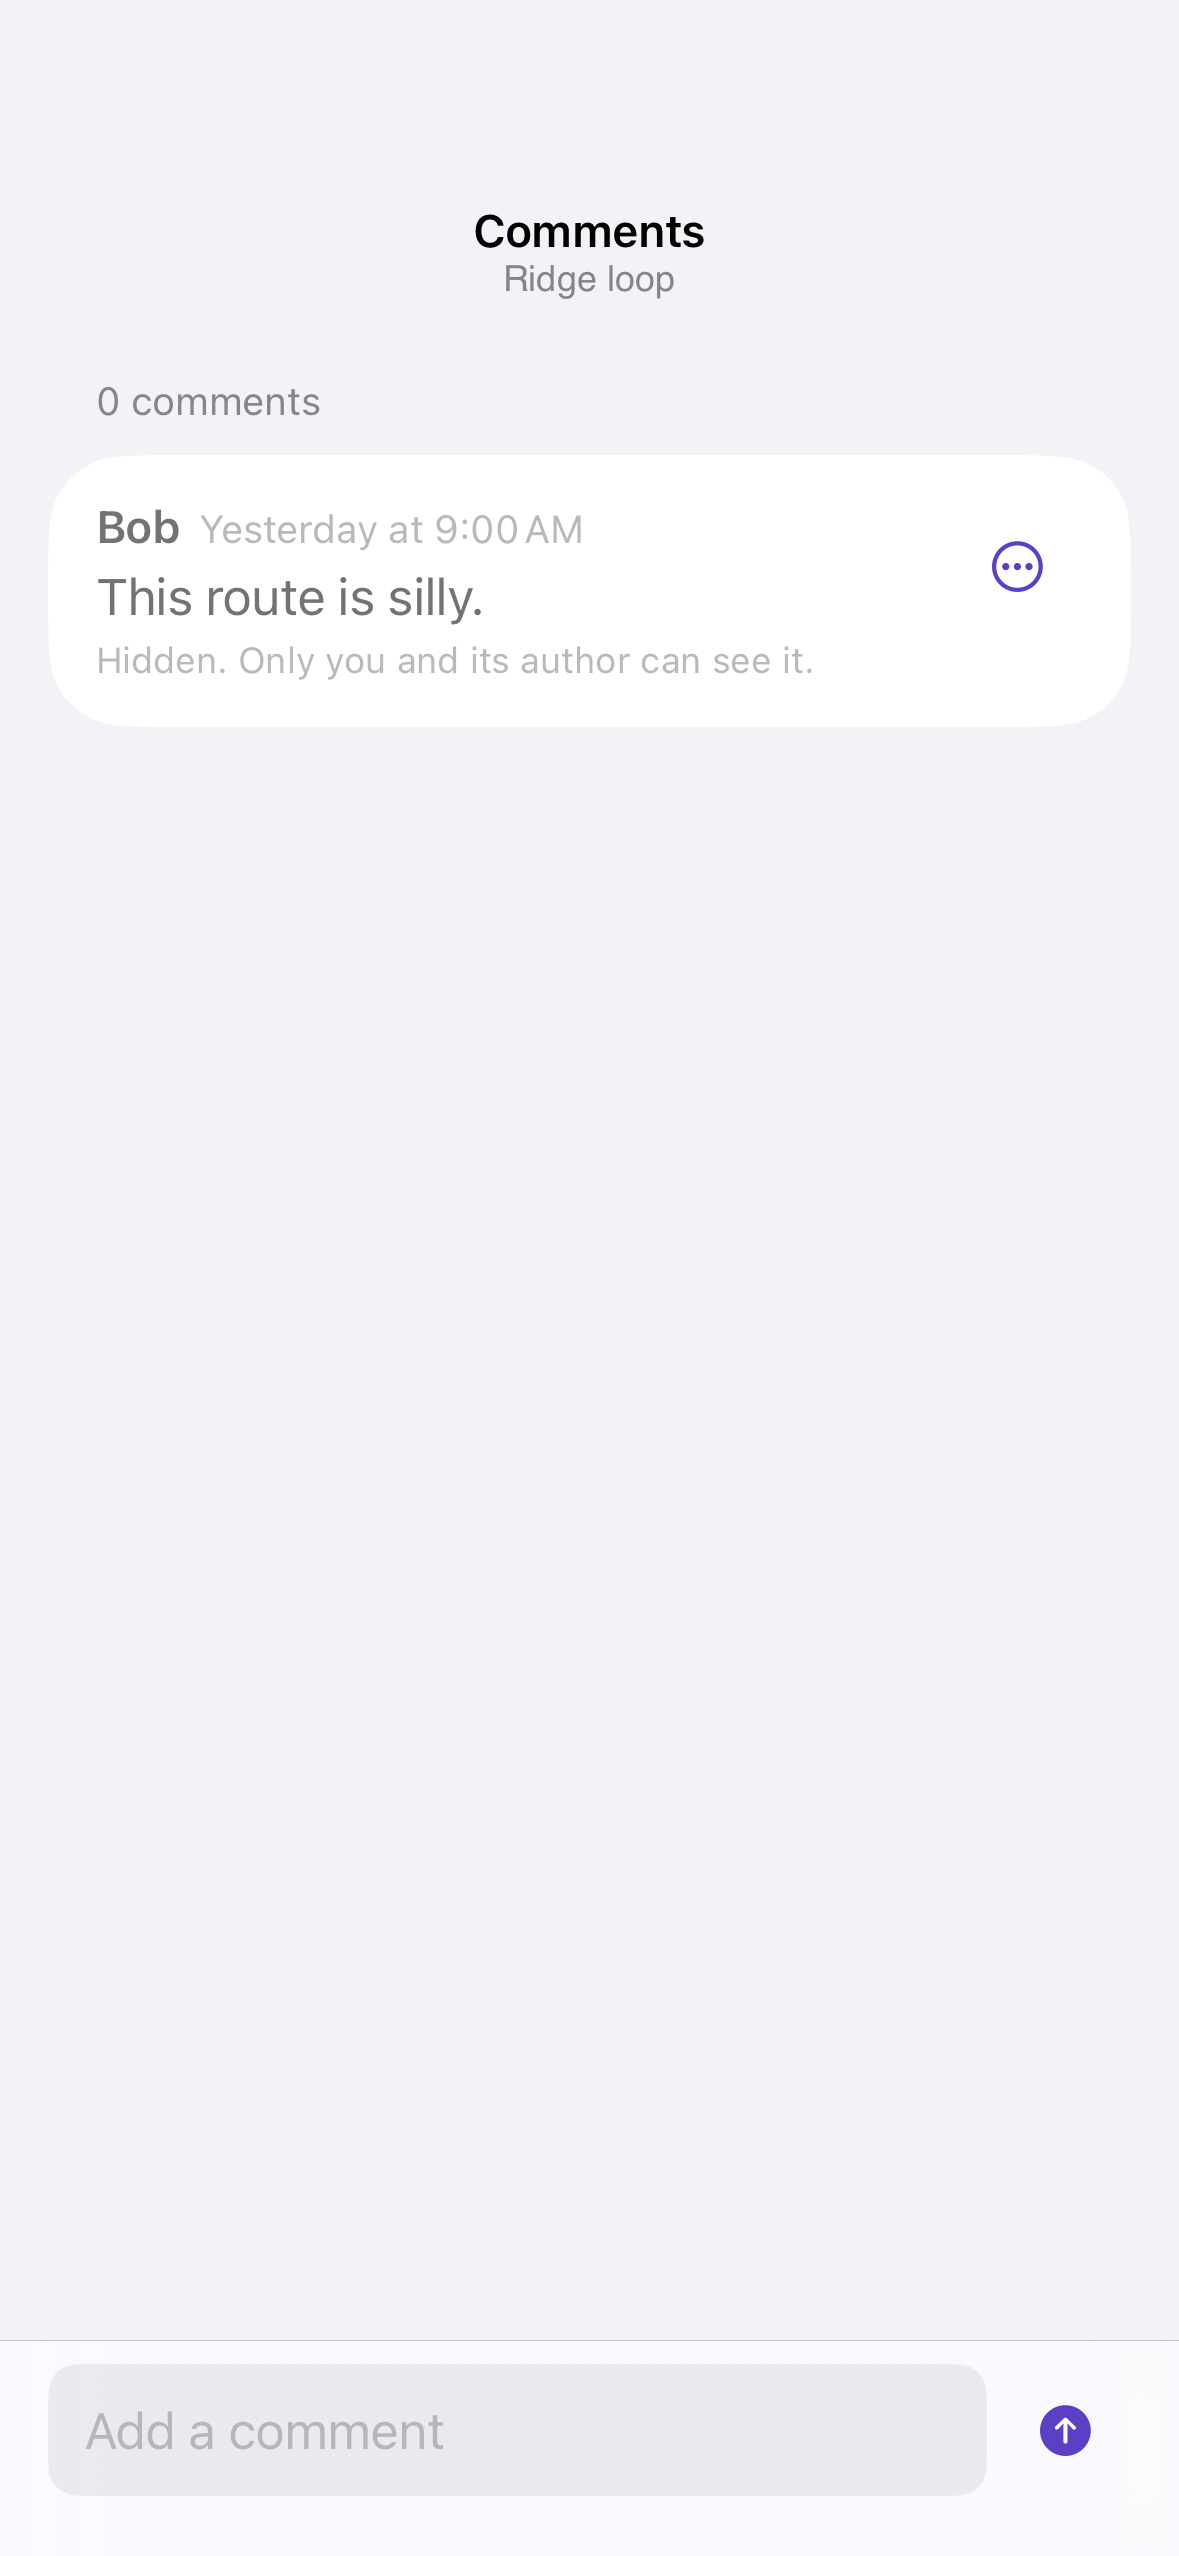 Comments
Ridge loop
0 comments
Bob Yesterday at 9:00 AM
This route is silly.
Hidden. Only you and its author can see it.
Add a comment